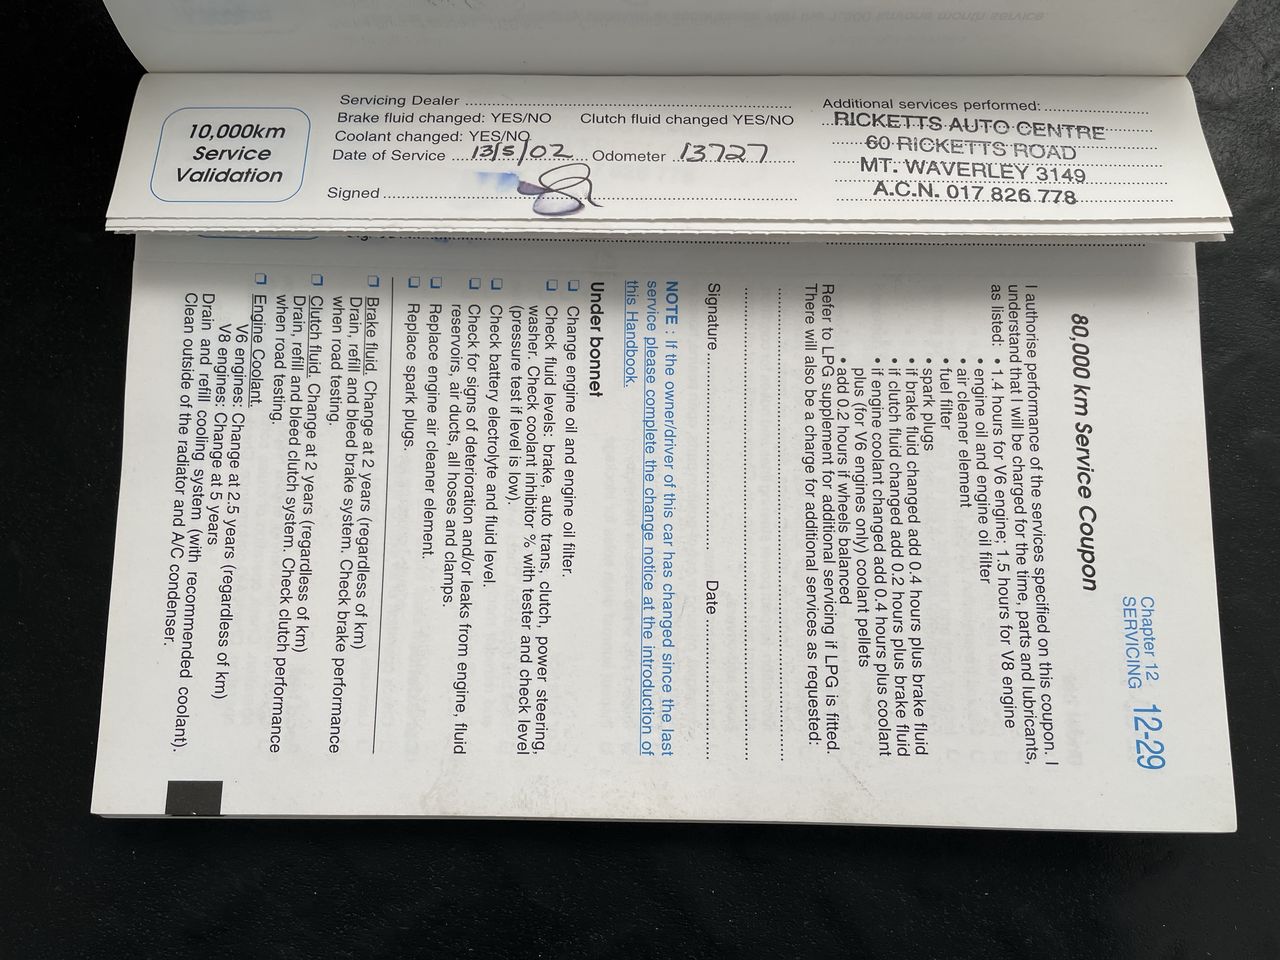 10,000km
Service
Validation
Servicing Dealer
Brake fluid changed: YES/NO Clutch fluid changed YES/NO
Coolant changed: YES/NO
Date of Service 13/5/02 Odometer 13727
Signed
Additional services performed:
RICKETTS AUTO CENTRE
60 RICKETTS ROAD
MT. WAVERLEY 3149
A.C.N. 017 826 778
Chapter 12
SERVICING 12-29
80,000 km Service Coupon
I authorise performance of the services specified on this coupon. I
understand that I will be charged for the time, parts and lubricants,
as listed: • 1.4 hours for V6 engine; 1.5 hours for V8 engine
• engine oil and engine oil filter
• air cleaner element
• fuel filter
• spark plugs
• if brake fluid changed add 0.4 hours plus brake fluid
• if clutch fluid changed add 0.2 hours plus brake fluid
• if engine coolant changed add 0.4 hours plus coolant
plus (for V6 engines only) coolant pellets
• add 0.2 hours if wheels balanced
Refer to LPG supplement for additional servicing if LPG is fitted.
There will also be a charge for additional services as requested:
Signature Date
NOTE : If the owner/driver of this car has changed since the last
service please complete the change notice at the introduction of
this Handbook.
Under bonnet
❑ Change engine oil and engine oil filter.
❑ Check fluid levels: brake, auto trans, clutch, power steering,
washer. Check coolant inhibitor % with tester and check level
(pressure test if level is low).
❑ Check battery electrolyte and fluid level.
❑ Check for signs of deterioration and/or leaks from engine, fluid
reservoirs, air ducts, all hoses and clamps.
❑ Replace engine air cleaner element.
❑ Replace spark plugs.
❑ Brake fluid. Change at 2 years (regardless of km)
Drain, refill and bleed brake system. Check brake performance
when road testing.
❑ Clutch fluid. Change at 2 years (regardless of km)
Drain, refill and bleed clutch system. Check clutch performance
when road testing.
❑ Engine Coolant.
V6 engines: Change at 2.5 years (regardless of km)
V8 engines: Change at 5 years
Drain and refill cooling system (with recommended coolant).
Clean outside of the radiator and A/C condenser.